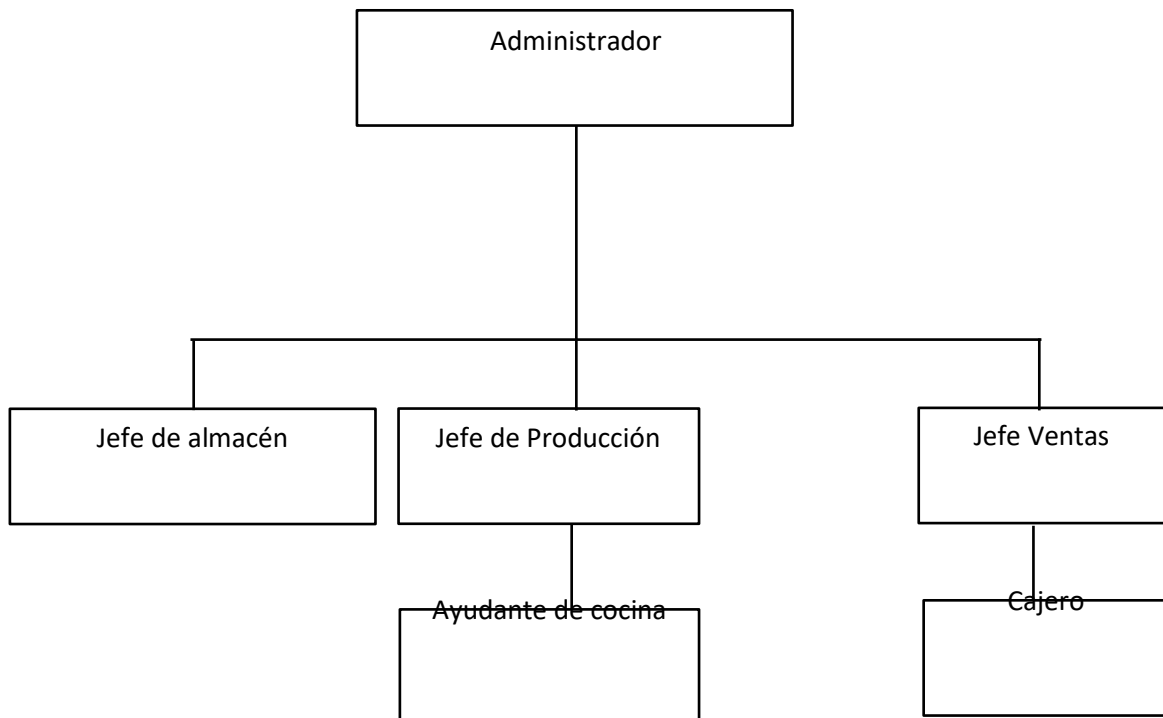 Administrador
Jefe de almacén
Jefe de Producción
Jefe Ventas
Ayudante de cocina
Cajero